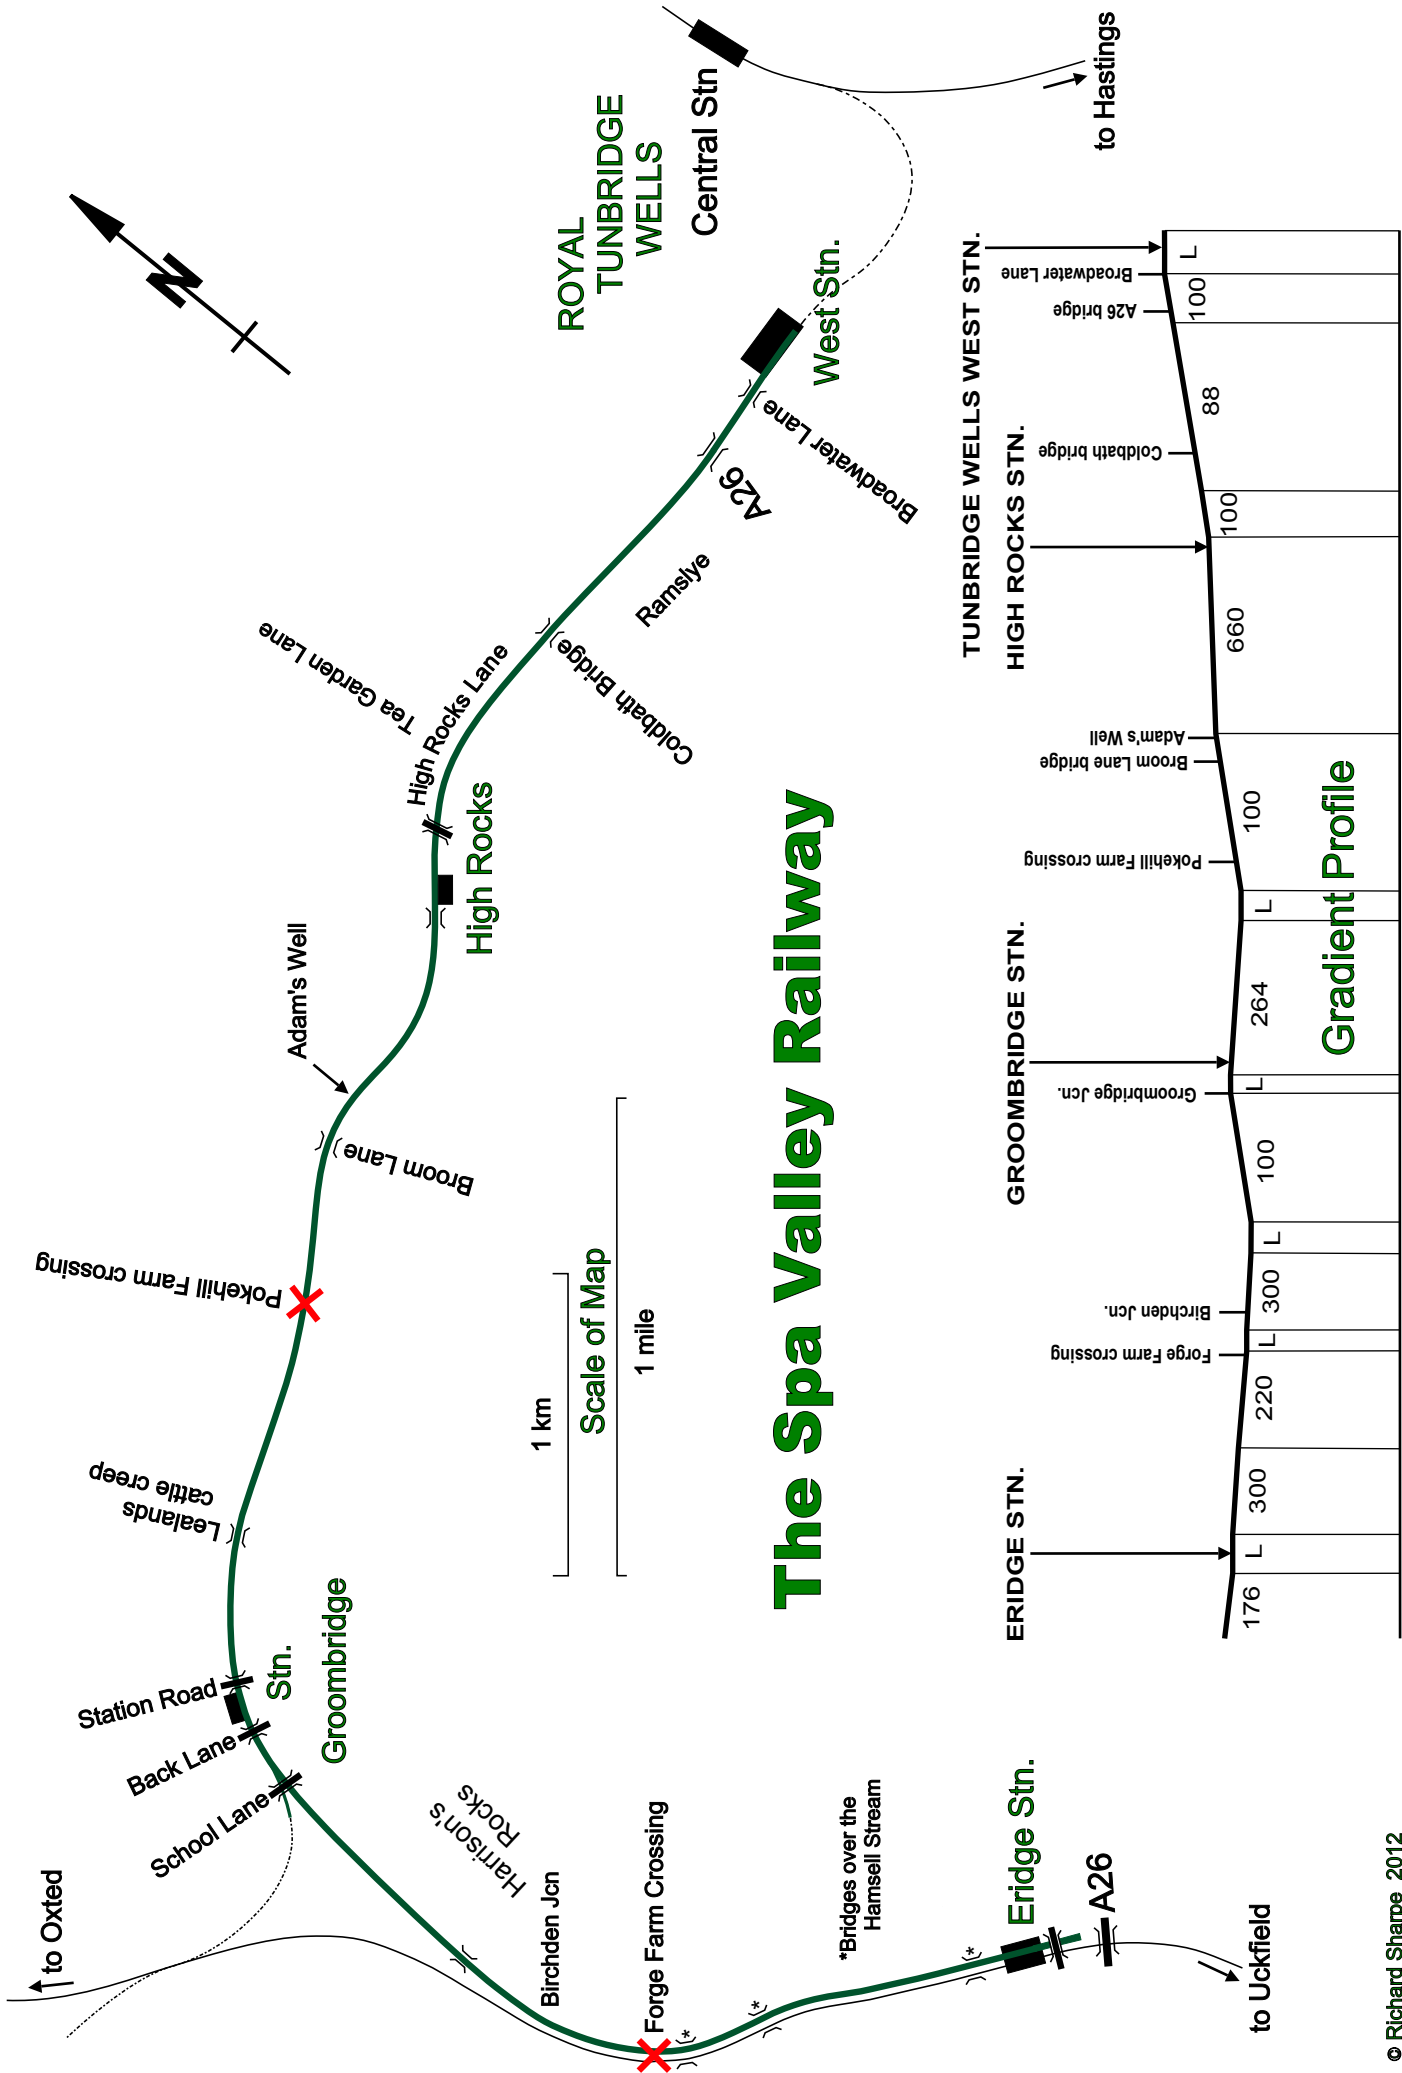 The Spa Valley Railway
N
to Oxted
School Lane
Back Lane
Station Road
Stn.
Groombridge
Lealands
cattle creep
Pokehill Farm crossing
Broom Lane
Adam's Well
High Rocks
High Rocks Lane
Tea Garden Lane
Coldbath Bridge
Ramslye
A26
Broadwater Lane
West Stn.
ROYAL
TUNBRIDGE
WELLS
Central Stn
to Hastings
Harrison's
Rocks
Birchden Jcn
Forge Farm Crossing
*
*
*
*Bridges over the
Hamsell Stream
Eridge Stn.
A26
to Uckfield
1 km
Scale of Map
1 mile
TUNBRIDGE WELLS WEST STN.
HIGH ROCKS STN.
GROOMBRIDGE STN.
ERIDGE STN.
Forge Farm crossing
Birchden Jcn.
Groombridge Jcn.
Pokehill Farm crossing
Broom Lane bridge
Adam's Well
Coldbath bridge
A26 bridge
Broadwater Lane
176
L
300
220
L
300
L
100
L
264
L
100
660
100
88
100
L
Gradient Profile
© Richard Sharpe 2012